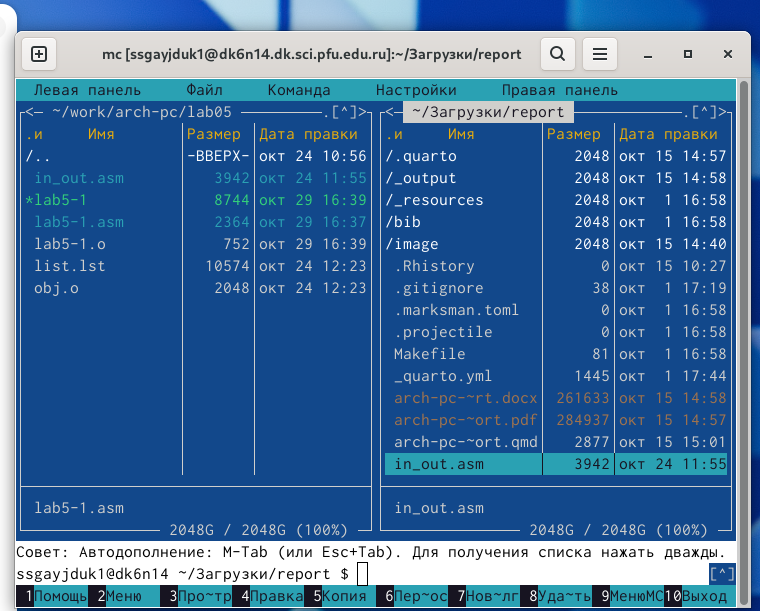 mc [ssgayjduk1@dk6n14.dk.sci.pfu.edu.ru]:~/Загрузки/report
Левая панель Файл Команда Настройки Правая панель
<— ~/work/arch-pc/lab05 .[^]> <— ~/Загрузки/report .[^]>
.и Имя Размер Дата правки .и Имя Размер Дата правки
/.. -ВВЕРХ- окт 24 10:56 /.quarto 2048 окт 15 14:57
in_out.asm 3942 окт 24 11:55 /_output 2048 окт 15 14:58
*lab5-1 8744 окт 29 16:39 /_resources 2048 окт 1 16:58
lab5-1.asm 2364 окт 29 16:37 /bib 2048 окт 1 16:58
lab5-1.o 752 окт 29 16:39 /image 2048 окт 15 14:40
list.lst 10574 окт 24 12:23 .Rhistory 0 окт 15 10:27
obj.o 2048 окт 24 12:23 .gitignore 38 окт 1 17:19
.marksman.toml 0 окт 1 16:58
.projectile 0 окт 1 16:58
Makefile 81 окт 1 16:58
_quarto.yml 1445 окт 1 17:44
arch-pc-~rt.docx 261633 окт 15 14:58
arch-pc-~ort.pdf 284937 окт 15 14:57
arch-pc-~ort.qmd 2877 окт 15 15:01
in_out.asm 3942 окт 24 11:55
lab5-1.asm in_out.asm
2048G / 2048G (100%) 2048G / 2048G (100%)
Совет: Автодополнение: M-Tab (или Esc+Tab). Для получения списка нажать дважды.
ssgayjduk1@dk6n14 ~/Загрузки/report $ [^]
1Помощь 2Меню 3Про~тр 4Правка 5Копия 6Пер~ос 7Нов~лг 8Уда~ть 9МенюMC 10Выход